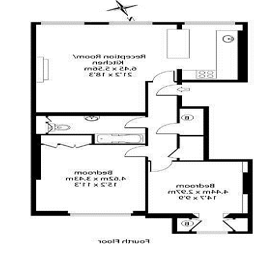 Reception Room/
Kitchen
6.45 x 5.56m
21'2 x 18'3
B
Bedroom
4.62m x 3.43m
15'2 x 11'3
Bedroom
4.44m x 2.97m
14'7 x 9'9
B
Fourth Floor